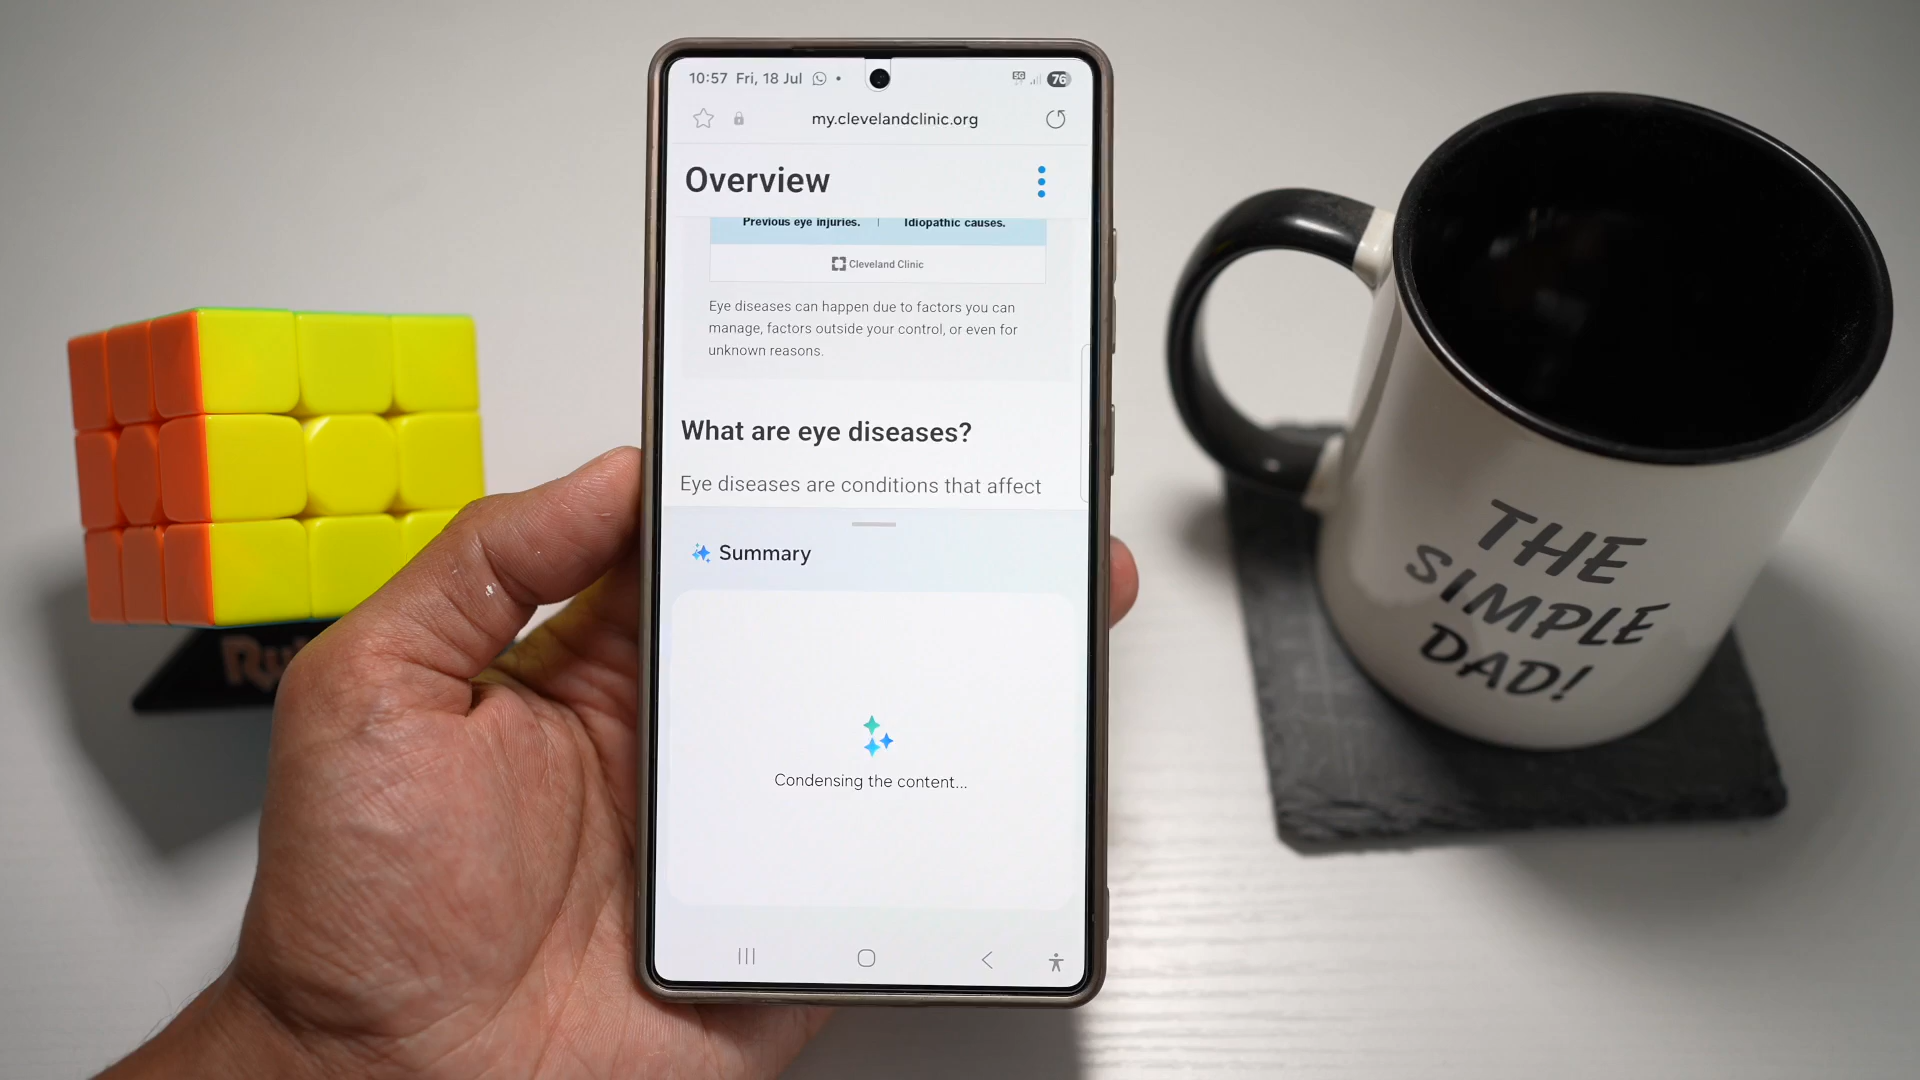 10:57 Fri, 18 Jul
5G
76
my.clevelandclinic.org
Overview
Previous eye injuries.
Idiopathic causes.
Cleveland Clinic
Eye diseases can happen due to factors you can
manage, factors outside your control, or even for
unknown reasons.
What are eye diseases?
Eye diseases are conditions that affect
Summary
Condensing the content...
THE
SIMPLE
DAD!